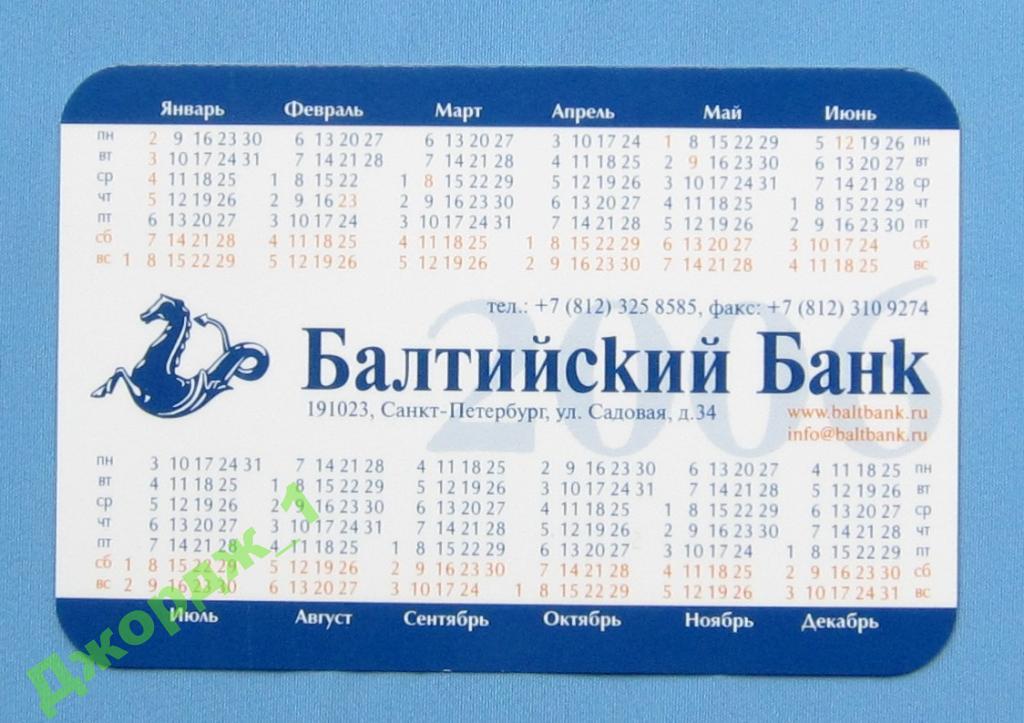 Январь Февраль Март Апрель Май Июнь
пн 2 9 16 23 30 6 13 20 27 6 13 20 27 3 10 17 24 1 8 15 22 29 5 12 19 26 пн
вт 3 10 17 24 31 7 14 21 28 7 14 21 28 4 11 18 25 2 9 16 23 30 6 13 20 27 вт
ср 4 11 18 25 1 8 15 22 1 8 15 22 29 5 12 19 26 3 10 17 24 31 7 14 21 28 ср
чт 5 12 19 26 2 9 16 23 2 9 16 23 30 6 13 20 27 4 11 18 25 1 8 15 22 29 чт
пт 6 13 20 27 3 10 17 24 3 10 17 24 31 7 14 21 28 5 12 19 26 2 9 16 23 30 пт
сб 7 14 21 28 4 11 18 25 4 11 18 25 1 8 15 22 29 6 13 20 27 3 10 17 24 сб
вс 1 8 15 22 29 5 12 19 26 5 12 19 26 2 9 16 23 30 7 14 21 28 4 11 18 25 вс
2006
тел.: +7 (812) 325 8585, факс: +7 (812) 310 9274
Балтийский Банк
191023, Санкт-Петербург, ул. Садовая, д.34 www.baltbank.ru
info@baltbank.ru
пн 3 10 17 24 31 7 14 21 28 4 11 18 25 2 9 16 23 30 6 13 20 27 4 11 18 25 пн
вт 4 11 18 25 1 8 15 22 29 5 12 19 26 3 10 17 24 31 7 14 21 28 5 12 19 26 вт
ср 5 12 19 26 2 9 16 23 30 6 13 20 27 4 11 18 25 1 8 15 22 29 6 13 20 27 ср
чт 6 13 20 27 3 10 17 24 31 7 14 21 28 5 12 19 26 2 9 16 23 30 7 14 21 28 чт
пт 7 14 21 28 4 11 18 25 1 8 15 22 29 6 13 20 27 3 10 17 24 1 8 15 22 29 пт
сб 1 8 15 22 29 5 12 19 26 2 9 16 23 30 7 14 21 28 4 11 18 25 2 9 16 23 30 сб
вс 2 9 16 23 30 6 13 20 27 3 10 17 24 1 8 15 22 29 5 12 19 26 3 10 17 24 31 вс
Июль Август Сентябрь Октябрь Ноябрь Декабрь
Джордж_1